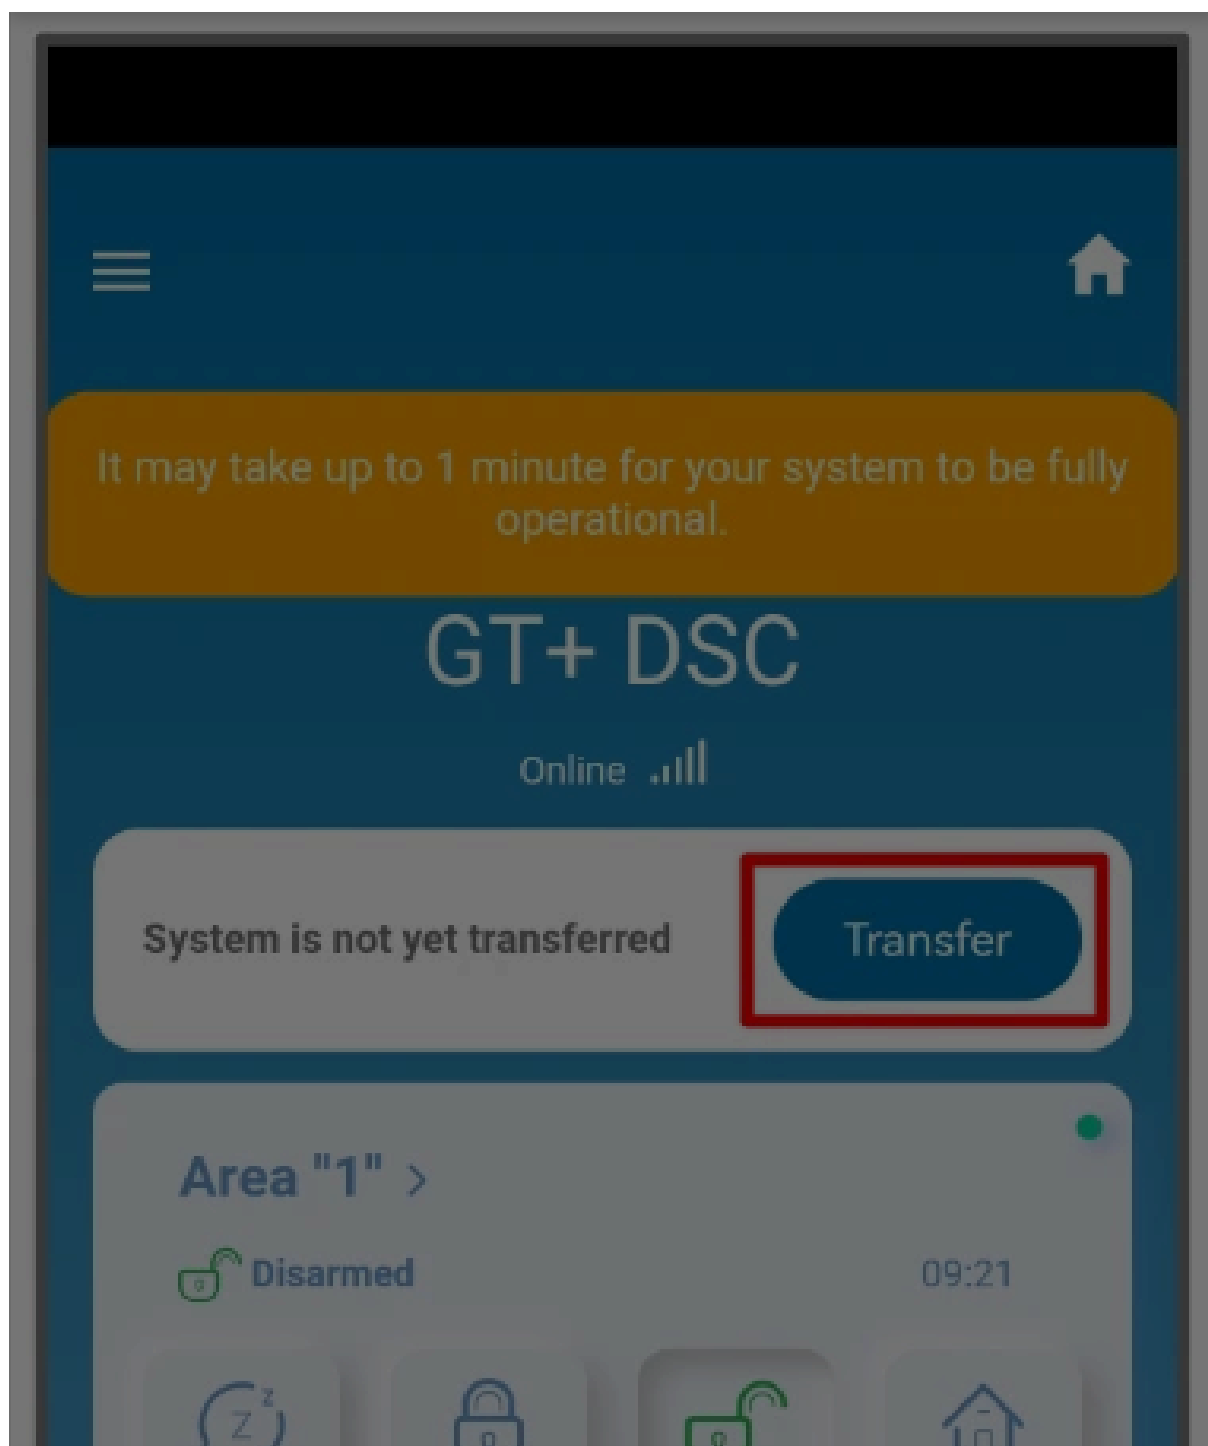 It may take up to 1 minute for your system to be fully
operational.
GT+ DSC
Online
System is not yet transferred
Transfer
Area "1" >
Disarmed
09:21